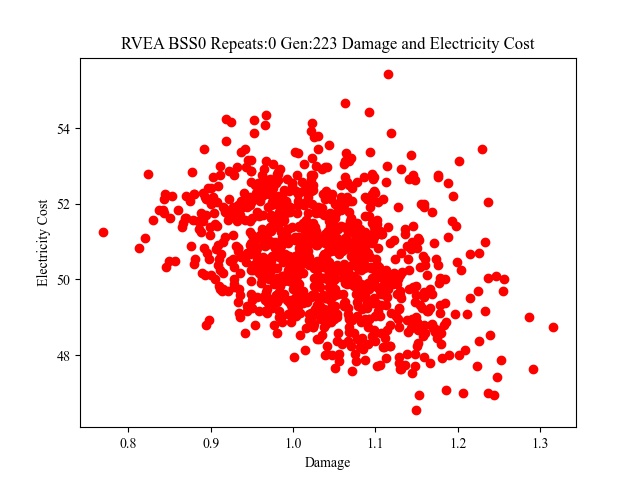 RVEA BSS0 Repeats:0 Gen:223 Damage and Electricity Cost
Electricity Cost
54
52
50
48
0.8 0.9 1.0 1.1 1.2 1.3
Damage